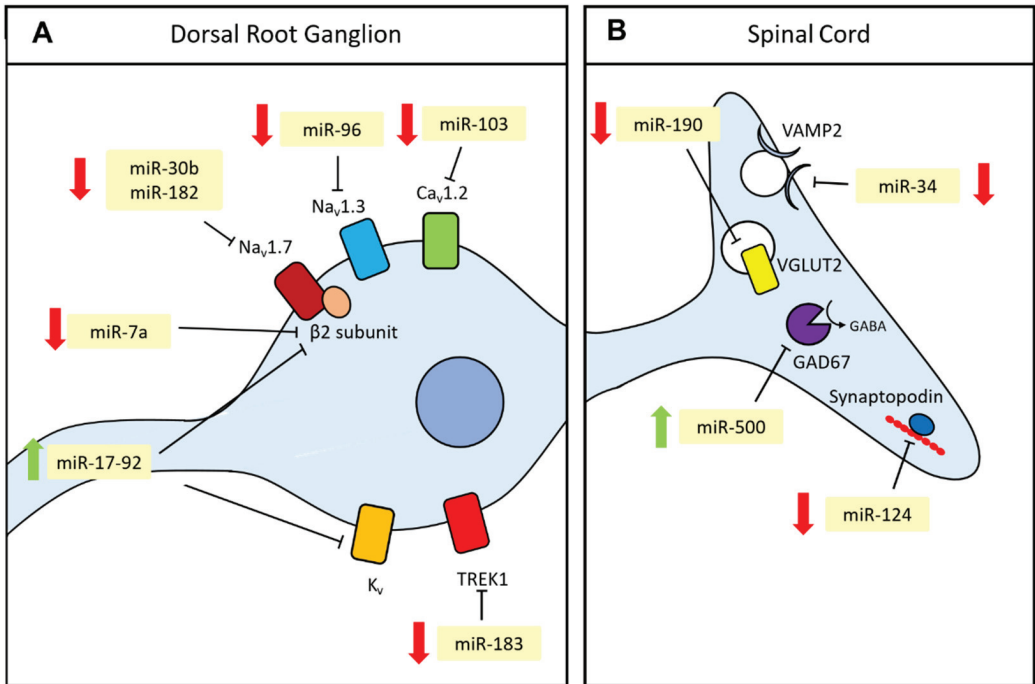 A
Dorsal Root Ganglion
miR-96
miR-103
miR-30b
miR-182
Naᵥ1.3
Caᵥ1.2
Naᵥ1.7
miR-7a
β2 subunit
miR-17-92
Kᵥ
TREK1
miR-183
B
Spinal Cord
miR-190
VAMP2
miR-34
VGLUT2
GABA
GAD67
Synaptopodin
miR-500
miR-124